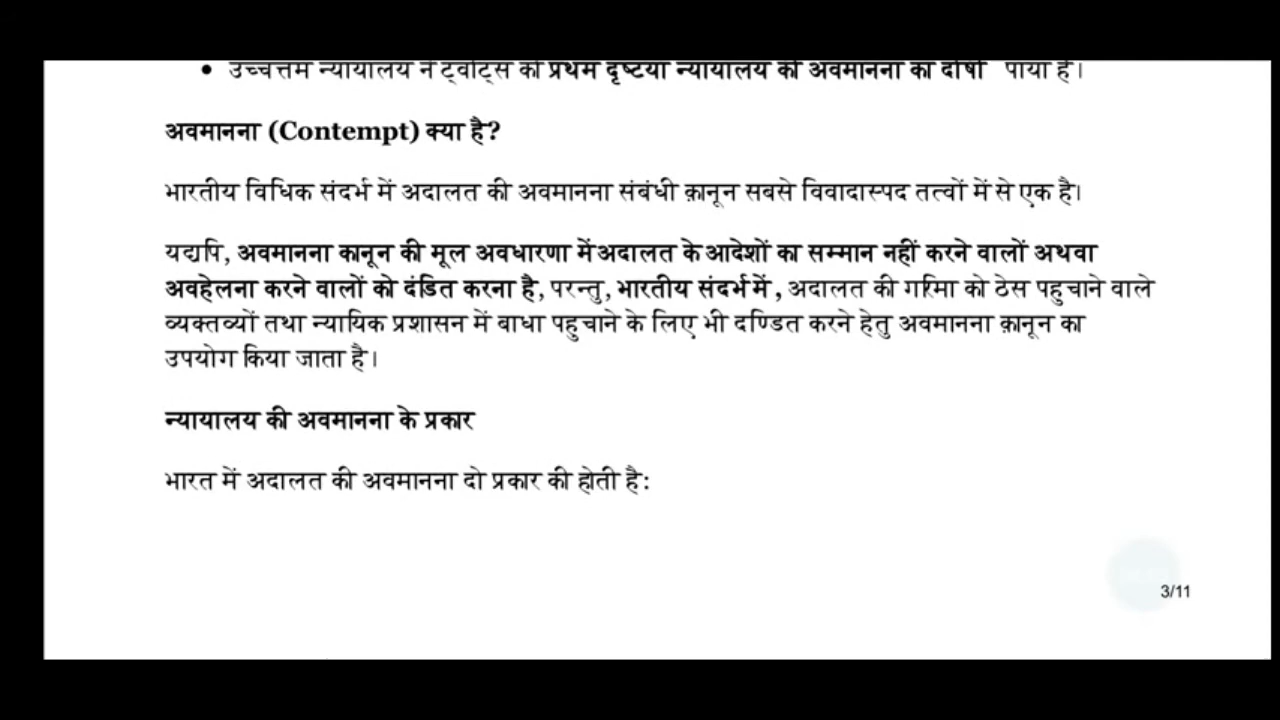 • उच्चत्तम न्यायालय ने ट्वीट्स को प्रथम दृष्टया न्यायालय की अवमानना का दोषी पाया है।
अवमानना (Contempt) क्या है?
भारतीय विधिक संदर्भ में अदालत की अवमानना संबंधी क़ानून सबसे विवादास्पद तत्वों में से एक है।
यद्यपि, अवमानना कानून की मूल अवधारणा में अदालत के आदेशों का सम्मान नहीं करने वालों अथवा
अवहेलना करने वालों को दंडित करना है, परन्तु, भारतीय संदर्भ में, अदालत की गरिमा को ठेस पहुचाने वाले
व्यक्तव्यों तथा न्यायिक प्रशासन में बाधा पहुचाने के लिए भी दण्डित करने हेतु अवमानना क़ानून का
उपयोग किया जाता है।
न्यायालय की अवमानना के प्रकार
भारत में अदालत की अवमानना दो प्रकार की होती है:
3/11